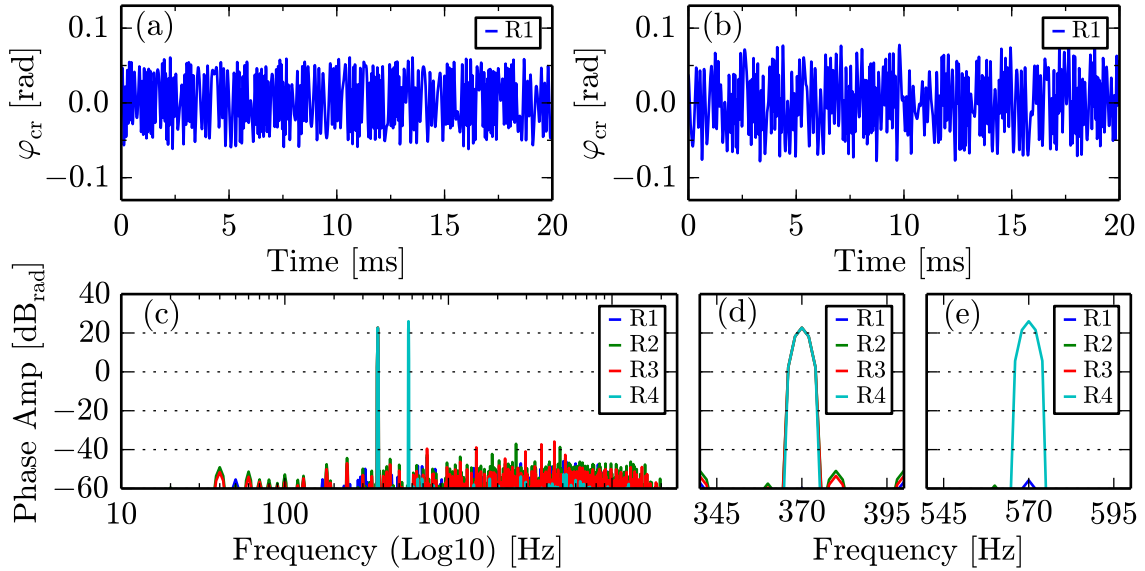 0.1
0.0
−0.1
φcr [rad]
(a)
R1
0
5
10
15
20
Time [ms]
0.1
0.0
−0.1
φcr [rad]
(b)
R1
0
5
10
15
20
Time [ms]
Phase Amp [dBrad]
40
20
0
−20
−40
−60
(c)
R1
R2
R3
R4
10
100
1000
10000
Frequency (Log10) [Hz]
(d)
R1
R2
R3
R4
345
370
395
(e)
R1
R2
R3
R4
545
570
595
Frequency [Hz]